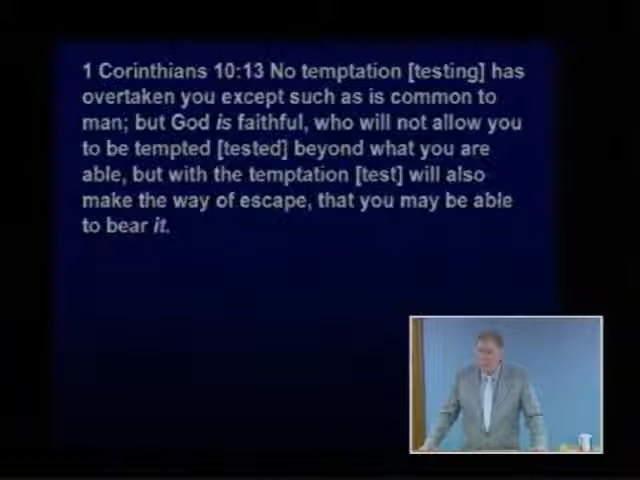 1 Corinthians 10:13 No temptation [testing] has
overtaken you except such as is common to
man; but God is faithful, who will not allow you
to be tempted [tested] beyond what you are
able, but with the temptation [test] will also
make the way of escape, that you may be able
to bear it.